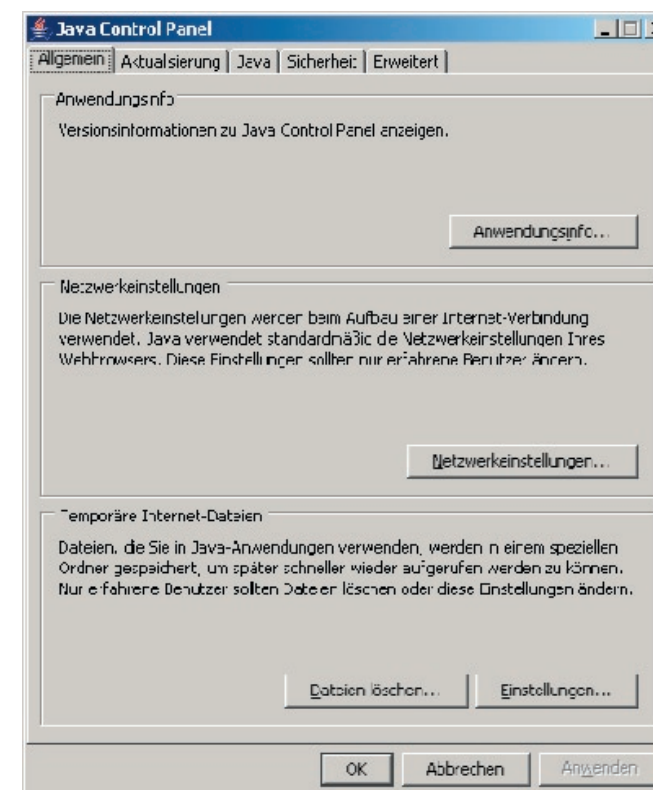 Java Control Panel
Allgemein Aktualisierung Java Sicherheit Erweitert
Anwendungsinfo
Versionsinformationen zu Java Control Panel anzeigen.
Anwendungsinfo...
Netzwerkeinstellungen
Die Netzwerkeinstellungen werden beim Aufbau einer Internet-Verbindung
verwendet. Java verwendet standardmäßig die Netzwerkeinstellungen Ihres
Webbrowsers. Diese Einstellungen sollten nur erfahrene Benutzer ändern.
Netzwerkeinstellungen...
Temporäre Internet-Dateien
Dateien, die Sie in Java-Anwendungen verwenden, werden in einem speziellen
Ordner gespeichert, um später schneller wieder aufgerufen werden zu können.
Nur erfahrene Benutzer sollten Dateien löschen oder diese Einstellungen ändern.
Dateien löschen... Einstellungen...
OK Abbrechen Anwenden